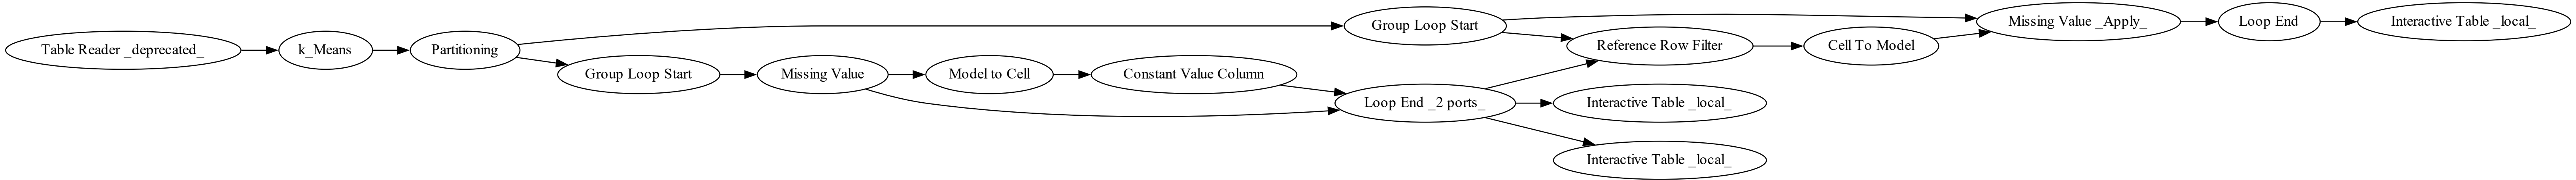 Table Reader _deprecated_
k_Means
Partitioning
Group Loop Start
Missing Value
Model to Cell
Constant Value Column
Loop End _2 ports_
Group Loop Start
Reference Row Filter
Cell To Model
Missing Value _Apply_
Loop End
Interactive Table _local_
Interactive Table _local_
Interactive Table _local_